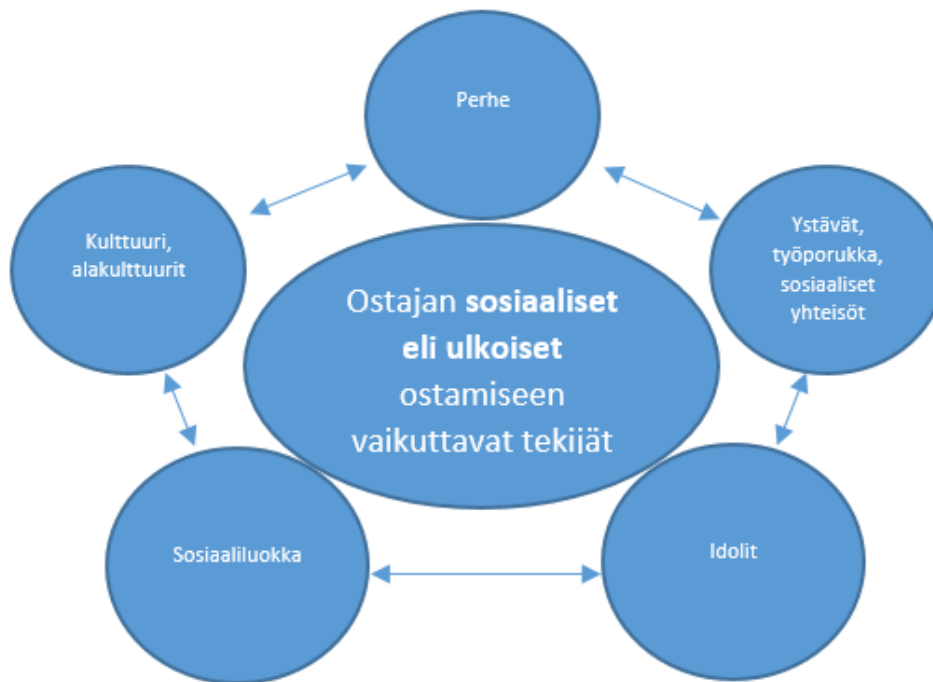 Perhe
Kulttuuri,
alakulttuurit
Ystävät,
työporukka,
sosiaaliset
yhteisöt
Ostajan sosiaaliset
eli ulkoiset
ostamiseen
vaikuttavat tekijät
Sosiaaliluokka
Idolit